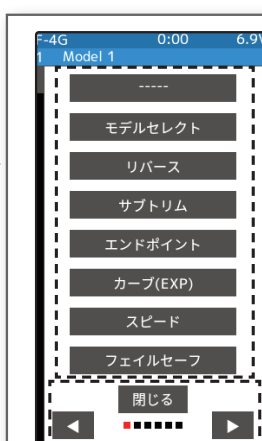 F-4G 0:00 6.9V
1 Model 1
-----
モデルセレクト
リバース
サブトリム
エンドポイント
カーブ(EXP)
スピード
フェイルセーフ
閉じる